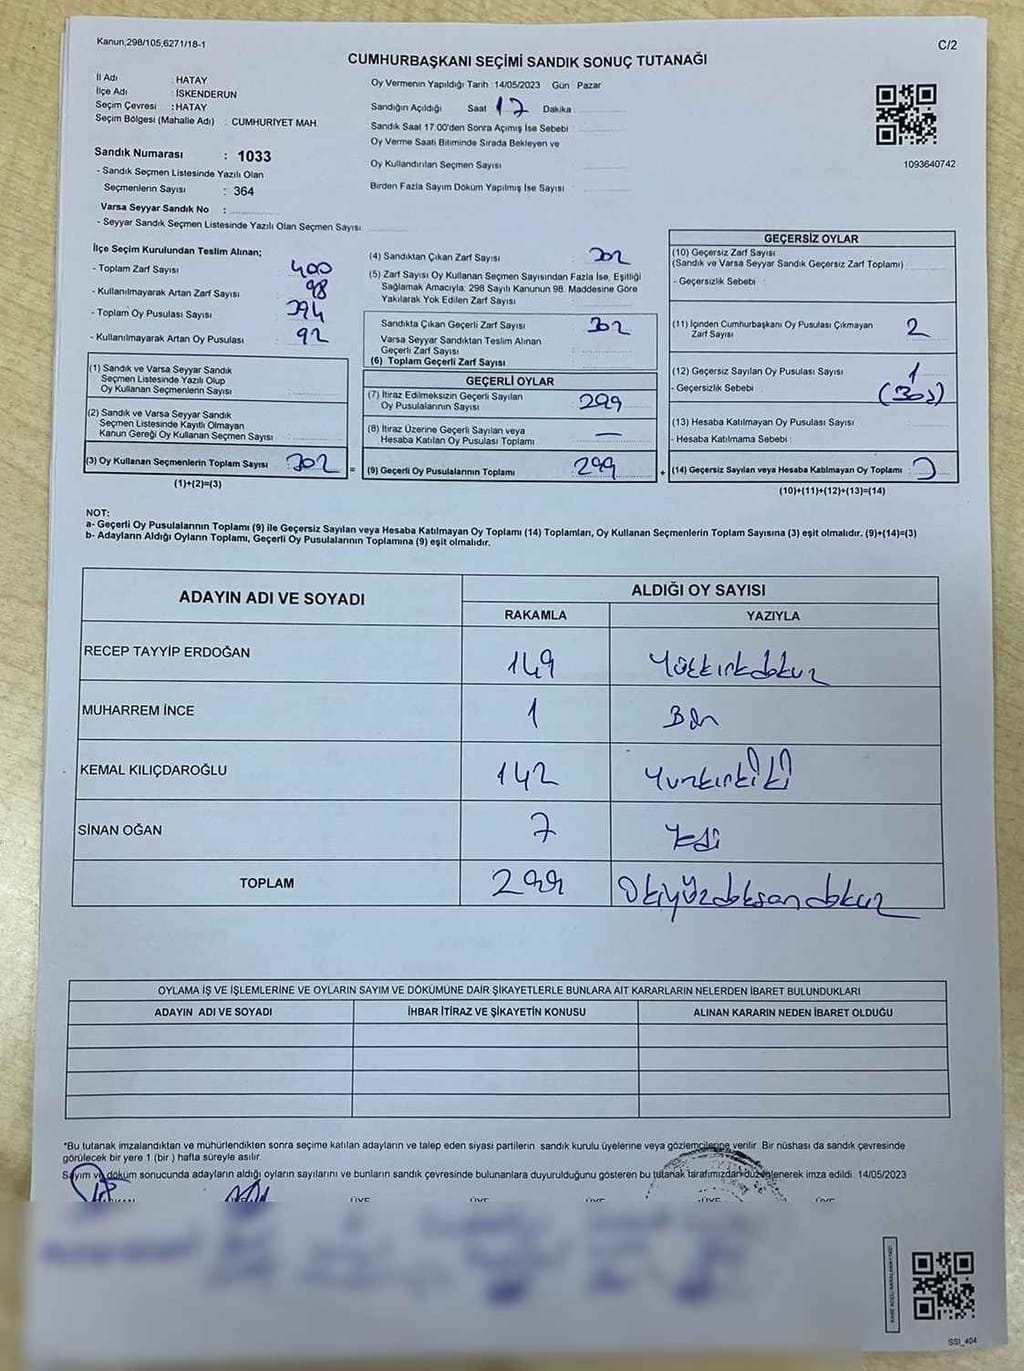 Kanun,298/105,6271/18-1
C/2
CUMHURBAŞKANI SEÇİMİ SANDIK SONUÇ TUTANAĞI
İl Adı : HATAY
İlçe Adı : İSKENDERUN
Seçim Çevresi : HATAY
Seçim Bölgesi (Mahalle Adı) : CUMHURİYET MAH.
Sandık Numarası : 1033
- Sandık Seçmen Listesinde Yazılı Olan
Seçmenlerin Sayısı : 364
Varsa Seyyar Sandık No :
- Seyyar Sandık Seçmen Listesinde Yazılı Olan Seçmen Sayısı
Oy Vermenin Yapıldığı Tarih : 14/05/2023 Gün Pazar
Sandığın Açıldığı Saat 17 Dakika
Sandık Saat 17.00'den Sonra Açımış İse Sebebi
Oy Verme Saati Bitiminde Sırada Bekleyen ve
Oy Kullandırılan Seçmen Sayısı
Birden Fazla Sayım Döküm Yapılmış İse Sayısı
1093640742
İlçe Seçim Kurulundan Teslim Alınan;
- Toplam Zarf Sayısı 400
- Kullanılmayarak Artan Zarf Sayısı 98
- Toplam Oy Pusulası Sayısı 394
- Kullanılmayarak Artan Oy Pusulası 92
(1) Sandık ve Varsa Seyyar Sandık
Seçmen Listesinde Yazılı Olup
Oy Kullanan Seçmenlerin Sayısı
(2) Sandık ve Varsa Seyyar Sandık
Seçmen Listesinde Kayıtlı Olmayan
Kanun Gereği Oy Kullanan Seçmen Sayısı
(3) Oy Kullanan Seçmenlerin Toplam Sayısı 302
(1)+(2)=(3)
=
(4) Sandıktan Çıkan Zarf Sayısı 302
(5) Zarf Sayısı Oy Kullanan Seçmen Sayısından Fazla İse, Eşitliği
Sağlamak Amacıyla: 298 Sayılı Kanunun 98. Maddesine Göre
Yakılarak Yok Edilen Zarf Sayısı
Sandıkta Çıkan Geçerli Zarf Sayısı 302
Varsa Seyyar Sandıktan Teslim Alınan
Geçerli Zarf Sayısı
(6) Toplam Geçerli Zarf Sayısı
GEÇERLİ OYLAR
(7) İtiraz Edilmeksizin Geçerli Sayılan
Oy Pusulalarının Sayısı 299
(8) İtiraz Üzerine Geçerli Sayılan veya
Hesaba Katılan Oy Pusulası Toplamı —
(9) Geçerli Oy Pusulalarının Toplamı 299
+
GEÇERSİZ OYLAR
(10) Geçersiz Zarf Sayısı
(Sandık ve Varsa Seyyar Sandık Geçersiz Zarf Toplamı)
- Geçersizlik Sebebi :
(11) İçinden Cumhurbaşkanı Oy Pusulası Çıkmayan
Zarf Sayısı 2
(12) Geçersiz Sayılan Oy Pusulası Sayısı 1
- Geçersizlik Sebebi :
(13) Hesaba Katılmayan Oy Pusulası Sayısı
- Hesaba Katılmama Sebebi :
(14) Geçersiz Sayılan veya Hesaba Katılmayan Oy Toplamı 3
(10)+(11)+(12)+(13)=(14)
NOT:
a- Geçerli Oy Pusulalarının Toplamı (9) ile Geçersiz Sayılan veya Hesaba Katılmayan Oy Toplamı (14) Toplamları, Oy Kullanan Seçmenlerin Toplam Sayısına (3) eşit olmalıdır. (9)+(14)=(3)
b- Adayların Aldığı Oyların Toplamı, Geçerli Oy Pusulalarının Toplamına (9) eşit olmalıdır.
ADAYIN ADI VE SOYADI
ALDIĞI OY SAYISI
RAKAMLA YAZIYLA
RECEP TAYYİP ERDOĞAN 149 Yüzkırkdokuz
MUHARREM İNCE 1 Bir
KEMAL KILIÇDAROĞLU 142 Yüzkırkiki
SİNAN OĞAN 7 Yedi
TOPLAM 299 İkiyüzdoksandokuz
OYLAMA İŞ VE İŞLEMLERİNE VE OYLARIN SAYIM VE DÖKÜMÜNE DAİR ŞİKAYETLERLE BUNLARA AİT KARARLARIN NELERDEN İBARET BULUNDUKLARI
ADAYIN ADI VE SOYADI İHBAR İTİRAZ VE ŞİKAYETİN KONUSU ALINAN KARARIN NEDEN İBARET OLDUĞU
*Bu tutanak imzalandıktan ve mühürlendikten sonra seçime katılan adayların ve talep eden siyasi partilerin sandık kurulu üyelerine veya gözlemcilerine verilir. Bir nüshası da sandık çevresinde
görülecek bir yere 1 (bir ) hafta süreyle asılır.
Sayım ve döküm sonucunda adayların aldığı oyların sayılarını ve bunların sandık çevresinde bulunanlara duyurulduğunu gösteren bu tutanak tarafımızdan düzenlenerek imza edildi. 14/05/2023
ÜYE ÜYE ÜYE ÜYE ÜYE
SSİ_404